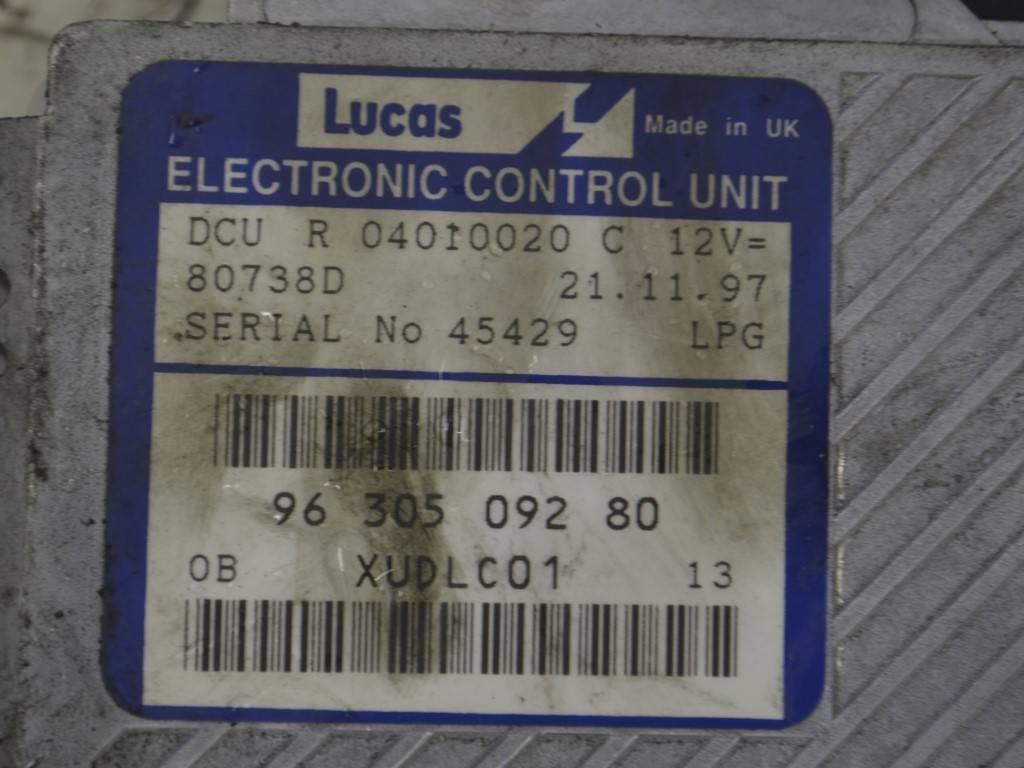 Lucas Made in UK
ELECTRONIC CONTROL UNIT
DCU R 04010020 C 12V=
80738D 21.11.97
SERIAL No 45429 LPG
96 305 092 80
0B XUDLC01 13